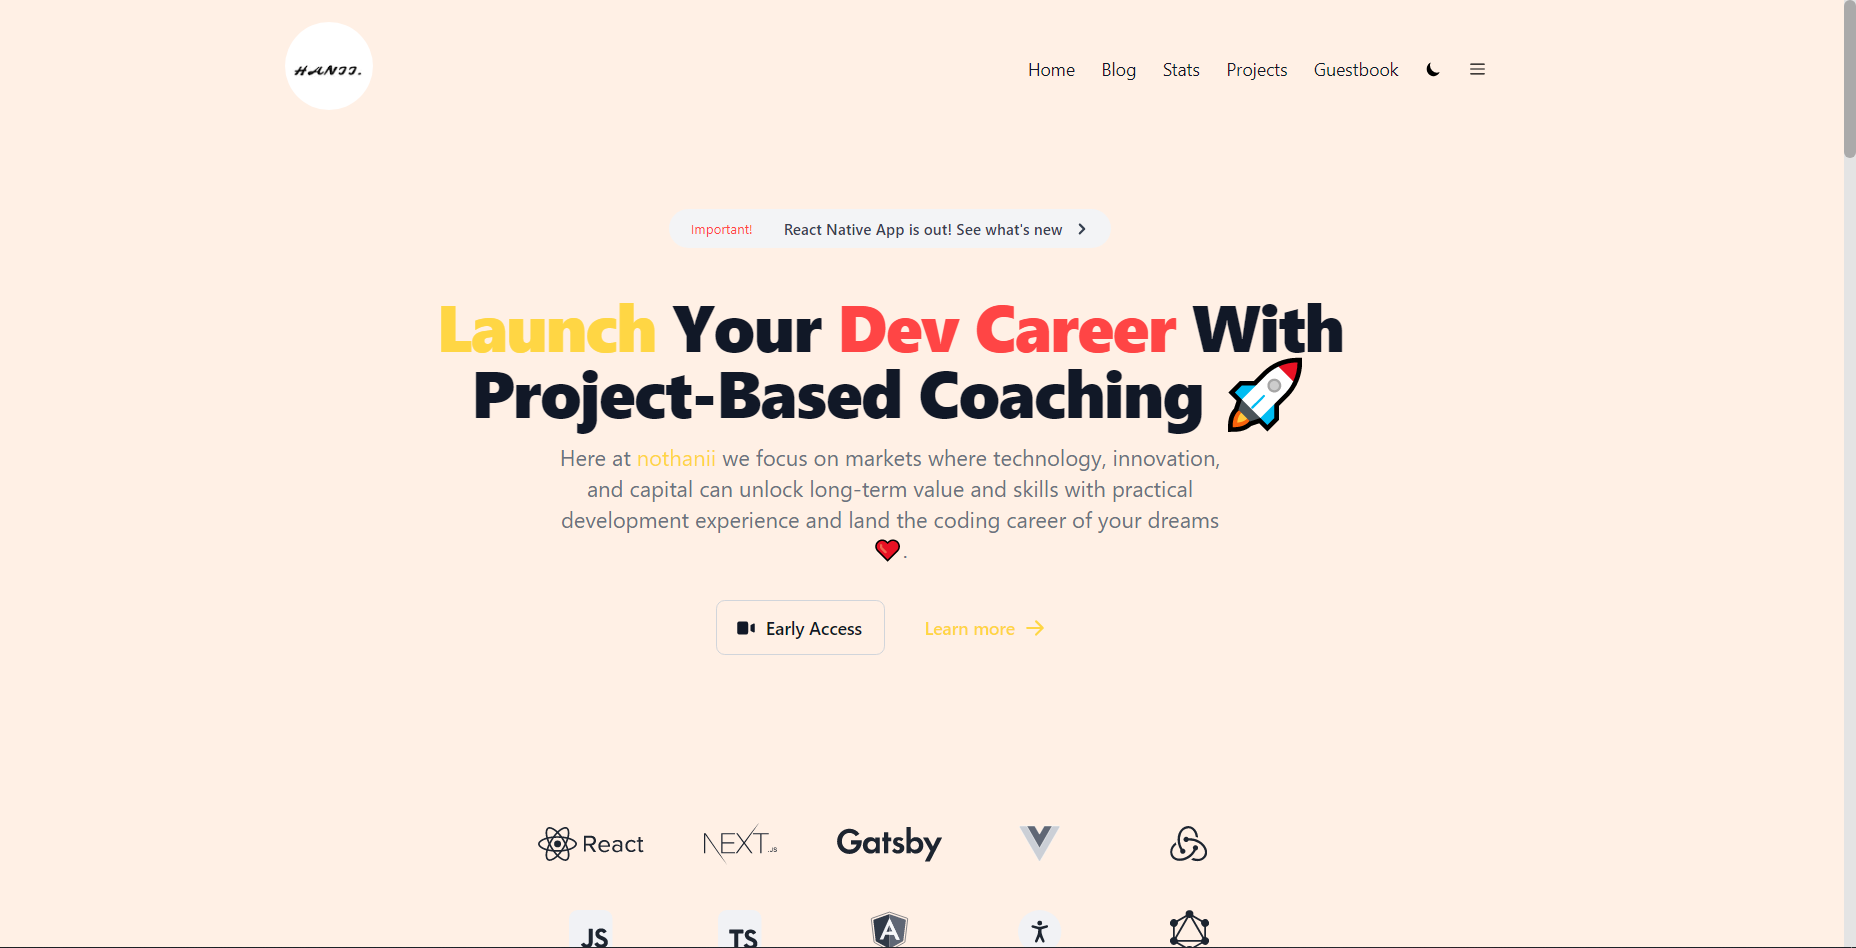 HANII.
Home Blog Stats Projects Guestbook
Important! React Native App is out! See what's new
Launch Your Dev Career With
Project-Based Coaching 🚀
Here at nothanii we focus on markets where technology, innovation,
and capital can unlock long-term value and skills with practical
development experience and land the coding career of your dreams
❤️.
Early Access Learn more →
React NEXT.JS Gatsby
JS TS A